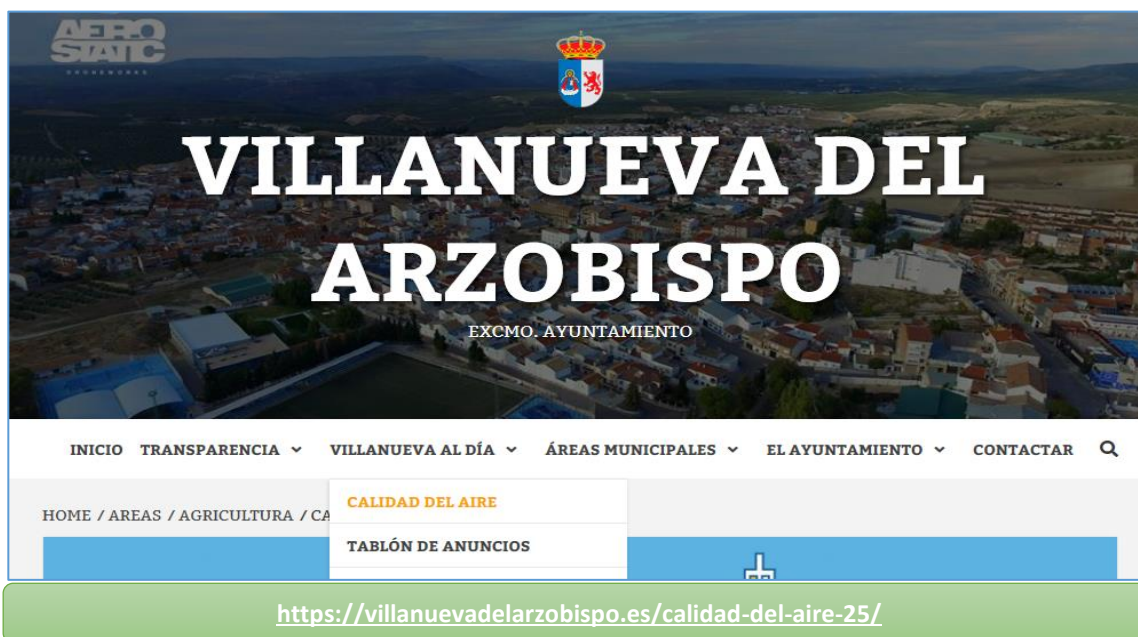 AERO
STATIC
DRONEWORKS
VILLANUEVA DEL
ARZOBISPO
EXCMO. AYUNTAMIENTO
INICIO TRANSPARENCIA VILLANUEVA AL DÍA ÁREAS MUNICIPALES EL AYUNTAMIENTO CONTACTAR
CALIDAD DEL AIRE
HOME / AREAS / AGRICULTURA / CA
TABLÓN DE ANUNCIOS
https://villanuevadelarzobispo.es/calidad-del-aire-25/